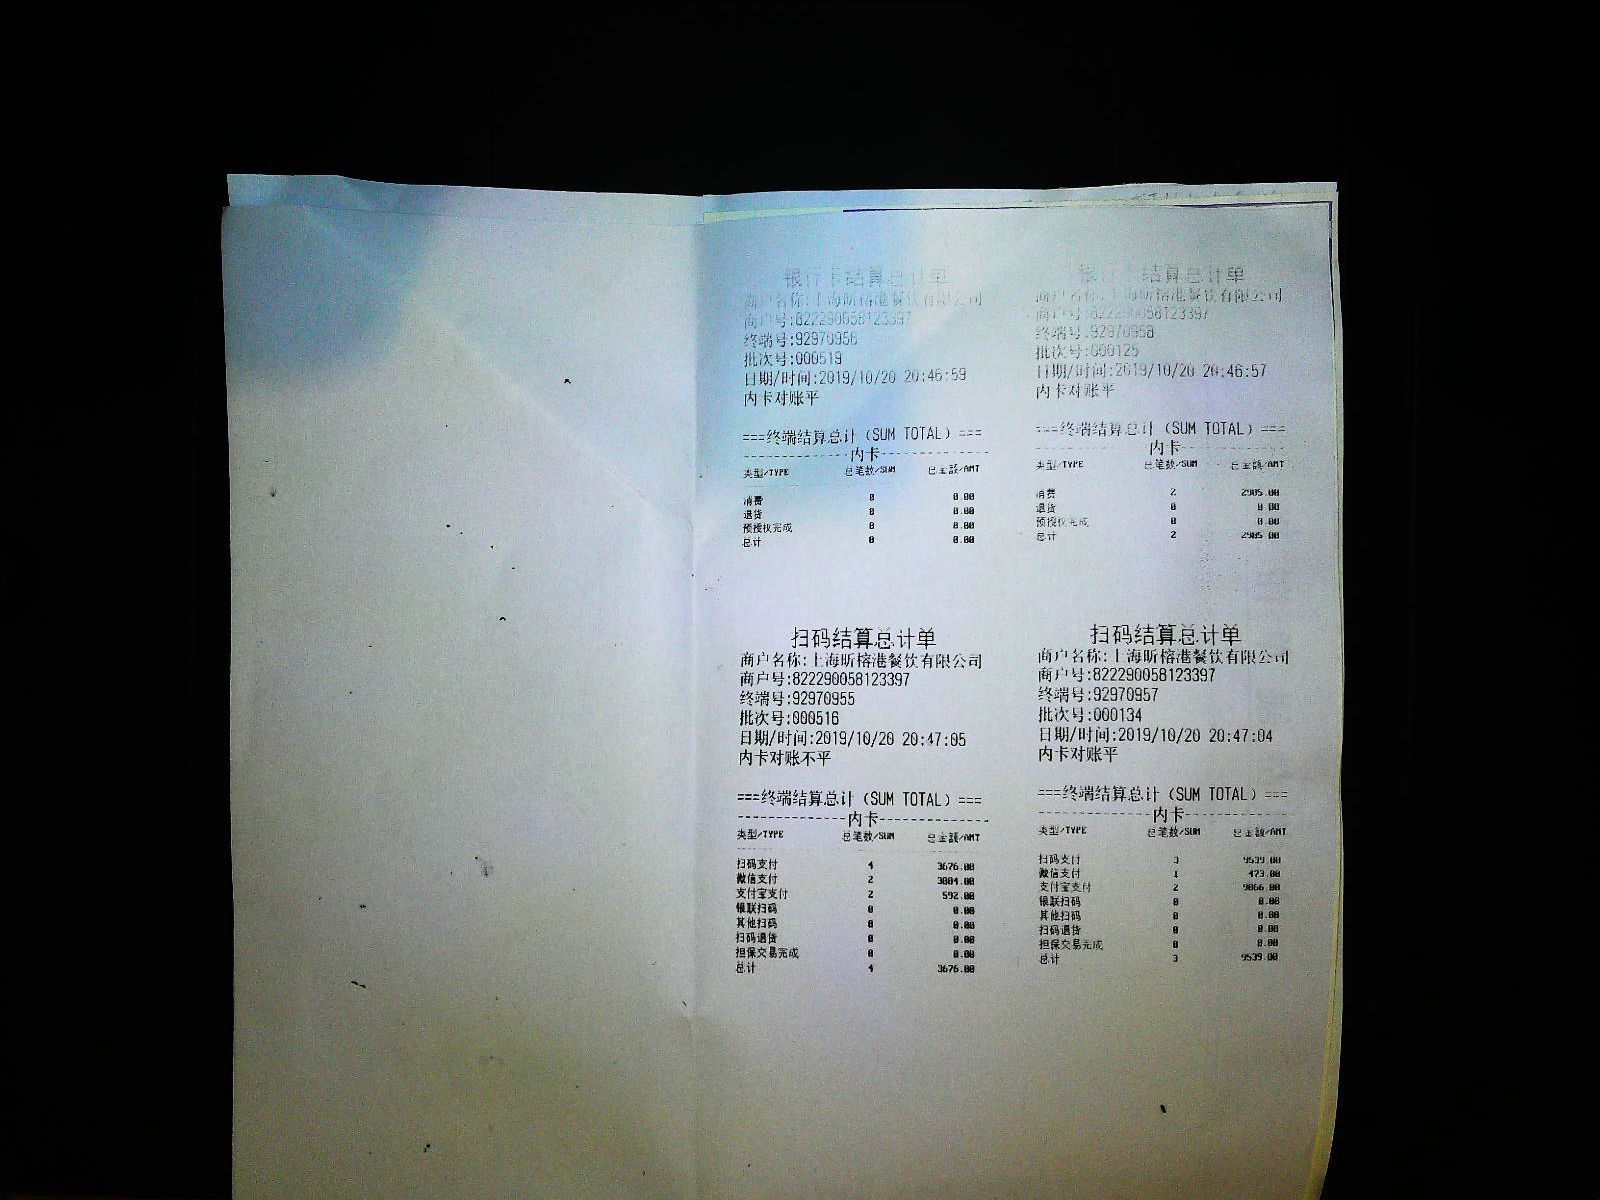 银行卡结算总计单
商户名称:上海昕榕港餐饮有限公司
商户号:822290058123397
终端号:92970956
批次号:000519
日期/时间:2019/10/20 20:46:59
内卡对账平
===终端结算总计（SUM TOTAL）===
内卡
类型/TYPE 总笔数/SUM 总金额/AMT
消费 0 0.00
退货 0 0.00
预授权完成 0 0.00
总计 0 0.00
银行卡结算总计单
商户名称:上海昕榕港餐饮有限公司
商户号:822290058123397
终端号:92970958
批次号:000125
日期/时间:2019/10/20 20:46:57
内卡对账平
===终端结算总计（SUM TOTAL）===
内卡
类型/TYPE 总笔数/SUM 总金额/AMT
消费 2 2905.00
退货 0 0.00
预授权完成 0 0.00
总计 2 2905.00
扫码结算总计单
商户名称:上海昕榕港餐饮有限公司
商户号:822290058123397
终端号:92970955
批次号:000516
日期/时间:2019/10/20 20:47:05
内卡对账不平
===终端结算总计（SUM TOTAL）===
内卡
类型/TYPE 总笔数/SUM 总金额/AMT
扫码支付 4 3676.00
微信支付 2 3084.00
支付宝支付 2 592.00
银联扫码 0 0.00
其他扫码 0 0.00
扫码退货 0 0.00
担保交易完成 0 0.00
总计 4 3676.00
扫码结算总计单
商户名称:上海昕榕港餐饮有限公司
商户号:822290058123397
终端号:92970957
批次号:000134
日期/时间:2019/10/20 20:47:04
内卡对账平
===终端结算总计（SUM TOTAL）===
内卡
类型/TYPE 总笔数/SUM 总金额/AMT
扫码支付 3 9539.00
微信支付 1 473.00
支付宝支付 2 9066.00
银联扫码 0 0.00
其他扫码 0 0.00
扫码退货 0 0.00
担保交易完成 0 0.00
总计 3 9539.00